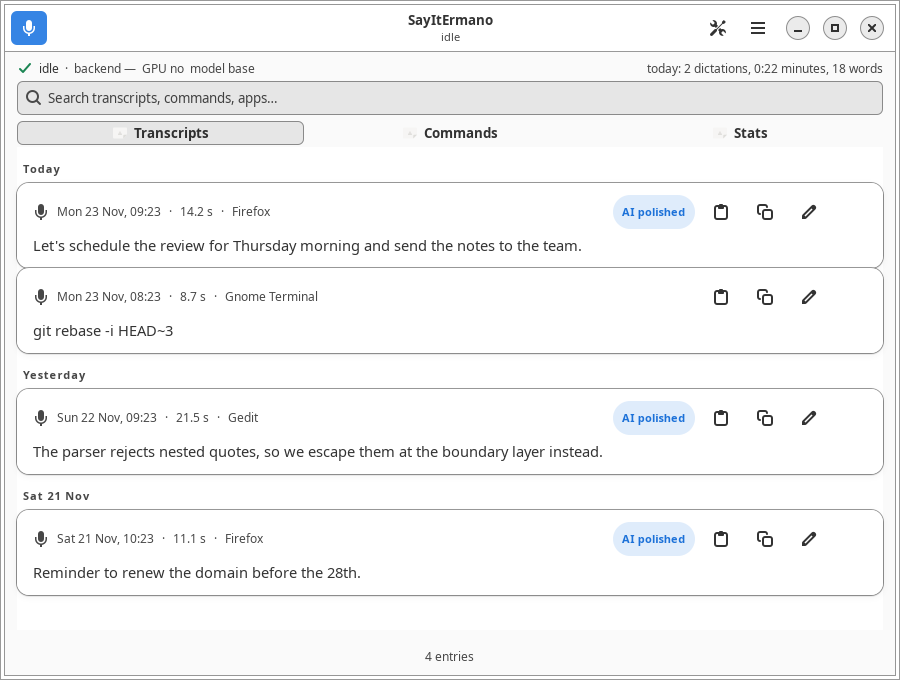 SayItErmano
idle
idle · backend — GPU no model base
today: 2 dictations, 0:22 minutes, 18 words
Search transcripts, commands, apps...
Transcripts
Commands
Stats
Today
Mon 23 Nov, 09:23 · 14.2 s · Firefox
AI polished
Let's schedule the review for Thursday morning and send the notes to the team.
Mon 23 Nov, 08:23 · 8.7 s · Gnome Terminal
git rebase -i HEAD~3
Yesterday
Sun 22 Nov, 09:23 · 21.5 s · Gedit
AI polished
The parser rejects nested quotes, so we escape them at the boundary layer instead.
Sat 21 Nov
Sat 21 Nov, 10:23 · 11.1 s · Firefox
AI polished
Reminder to renew the domain before the 28th.
4 entries